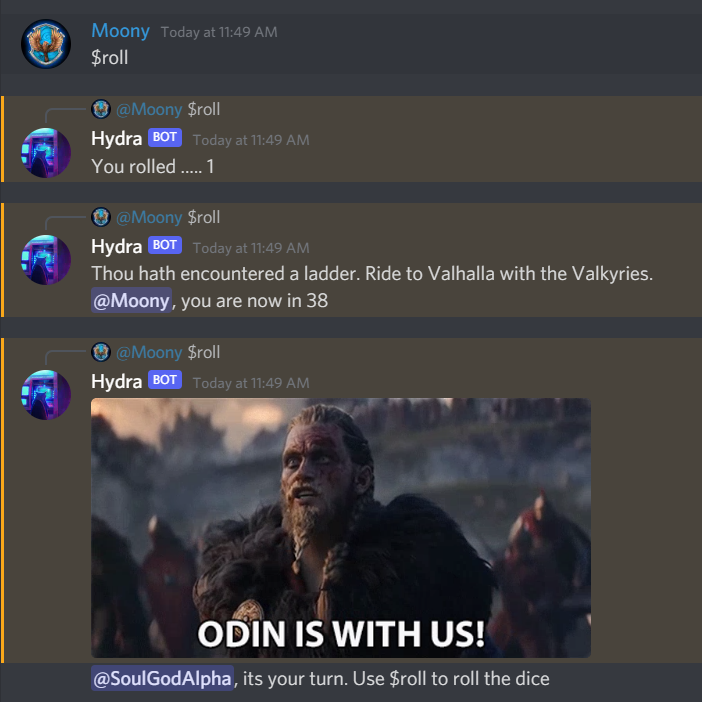 Moony Today at 11:49 AM
$roll
@Moony $roll
Hydra BOT Today at 11:49 AM
You rolled ..... 1
@Moony $roll
Hydra BOT Today at 11:49 AM
Thou hath encountered a ladder. Ride to Valhalla with the Valkyries.
@Moony, you are now in 38
@Moony $roll
Hydra BOT Today at 11:49 AM
ODIN IS WITH US!
@SoulGodAlpha, its your turn. Use $roll to roll the dice